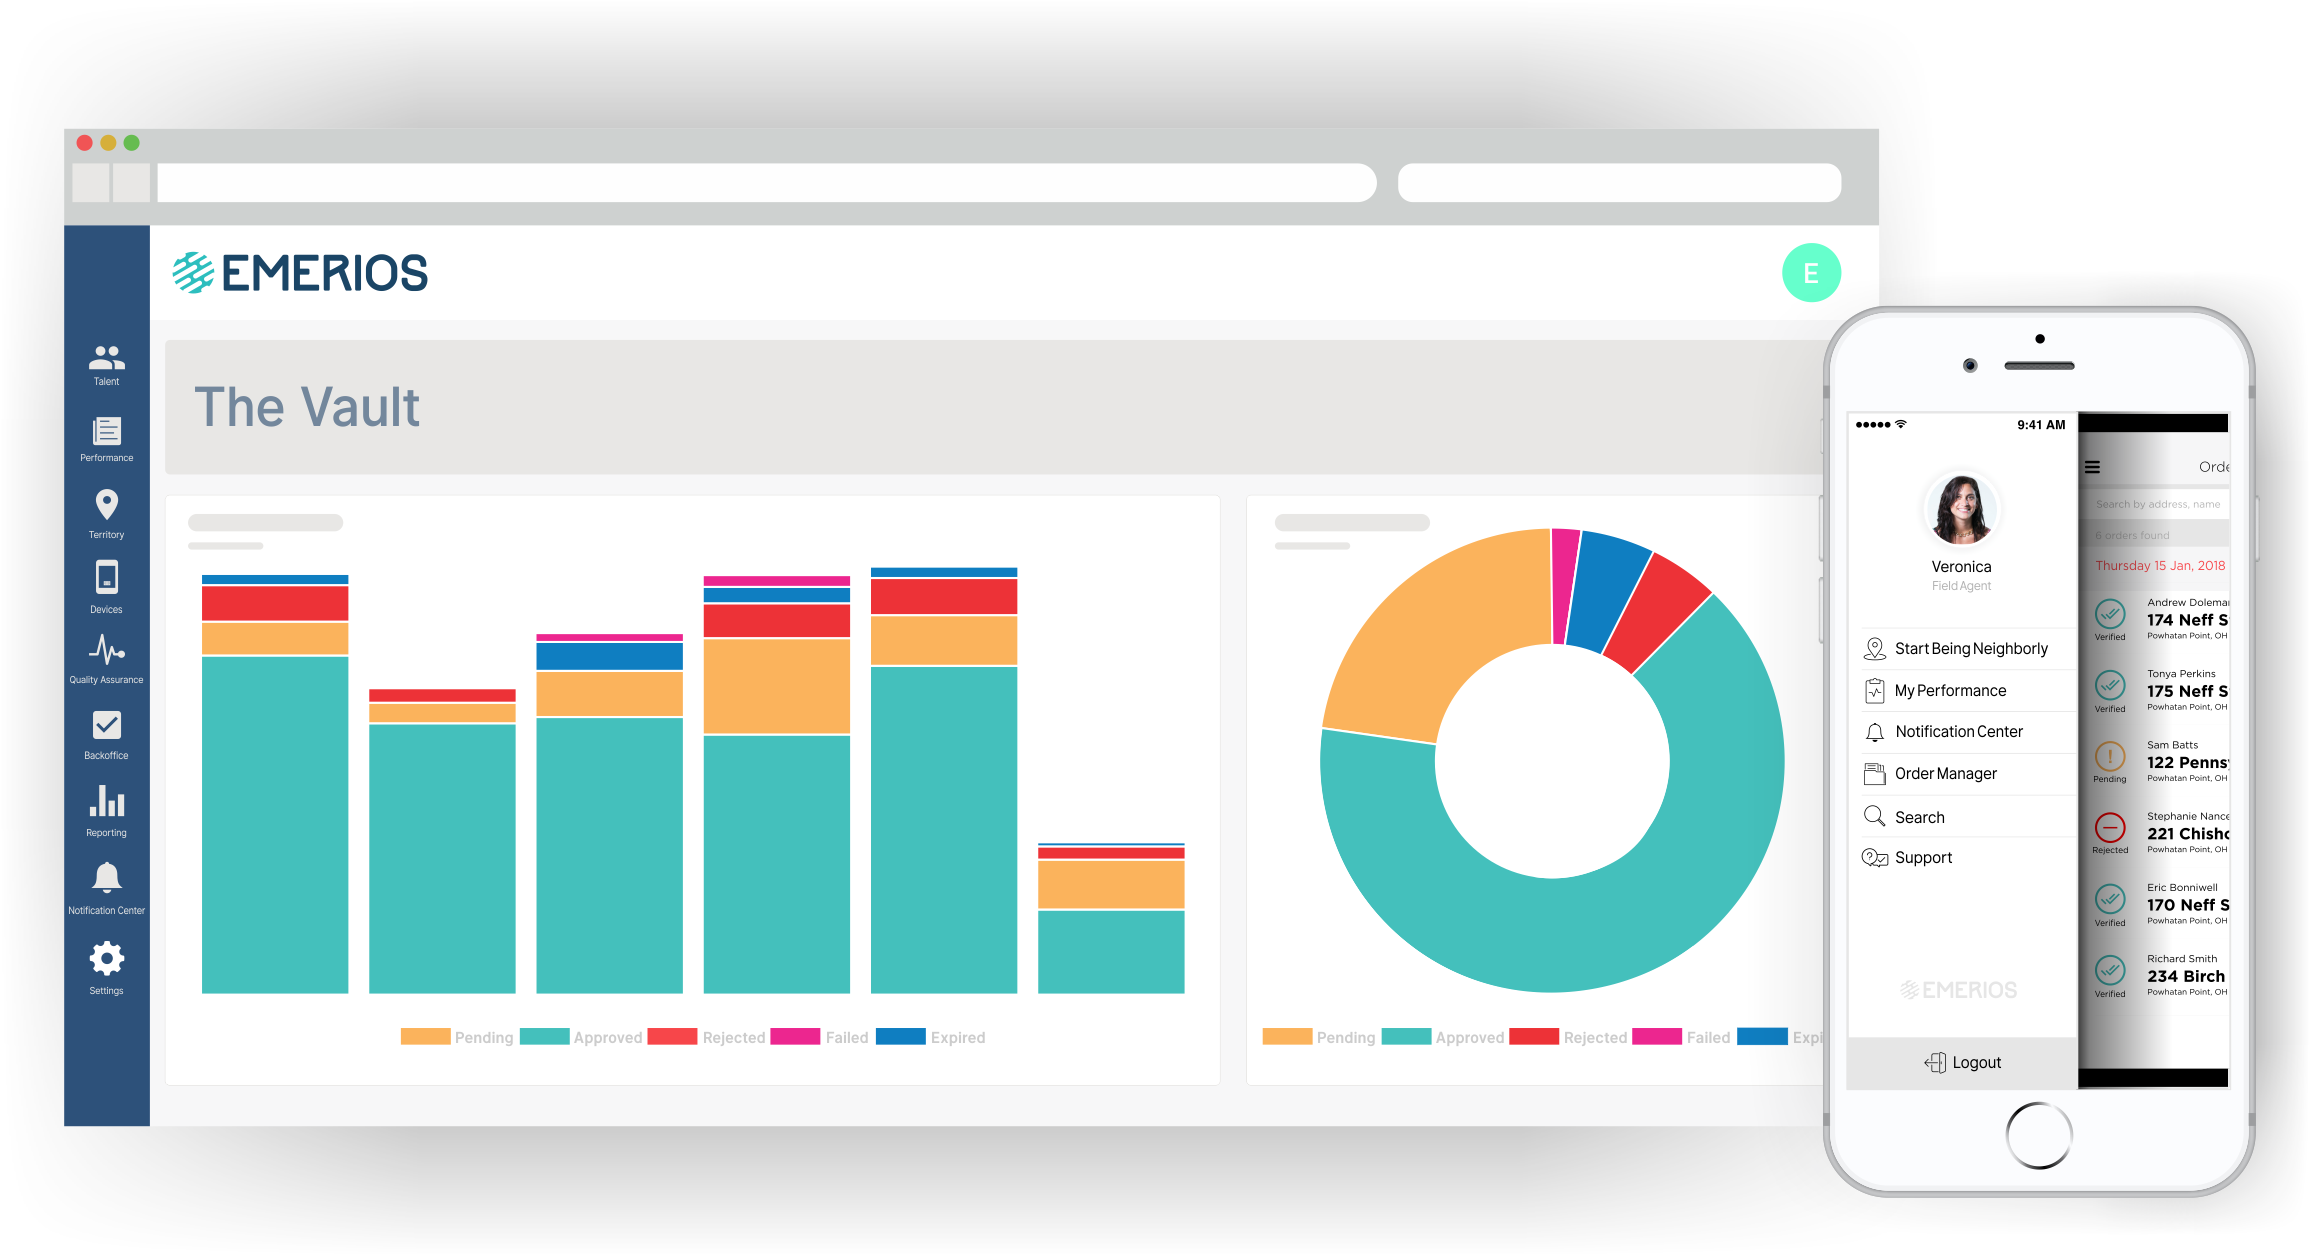 EMERIOS
E
The Vault
Talent
Performance
Territory
Devices
Quality Assurance
Backoffice
Reporting
Notification Center
Settings
Pending Approved Rejected Failed Expired
Pending Approved Rejected Failed Expi
9:41 AM
Veronica
Field Agent
Start Being Neighborly
My Performance
Notification Center
Order Manager
Search
Support
EMERIOS
Logout
Orde
Search by address, name
6 orders found
Thursday 15 Jan, 2018
Andrew Doleman
174 Neff S
Powhatan Point, OH
Verified
Tonya Perkins
175 Neff S
Powhatan Point, OH
Verified
Sam Batts
122 Pennsy
Powhatan Point, OH
Pending
Stephanie Nance
221 Chisho
Powhatan Point, OH
Rejected
Eric Bonniwell
170 Neff S
Powhatan Point, OH
Verified
Richard Smith
234 Birch
Powhatan Point, OH
Verified